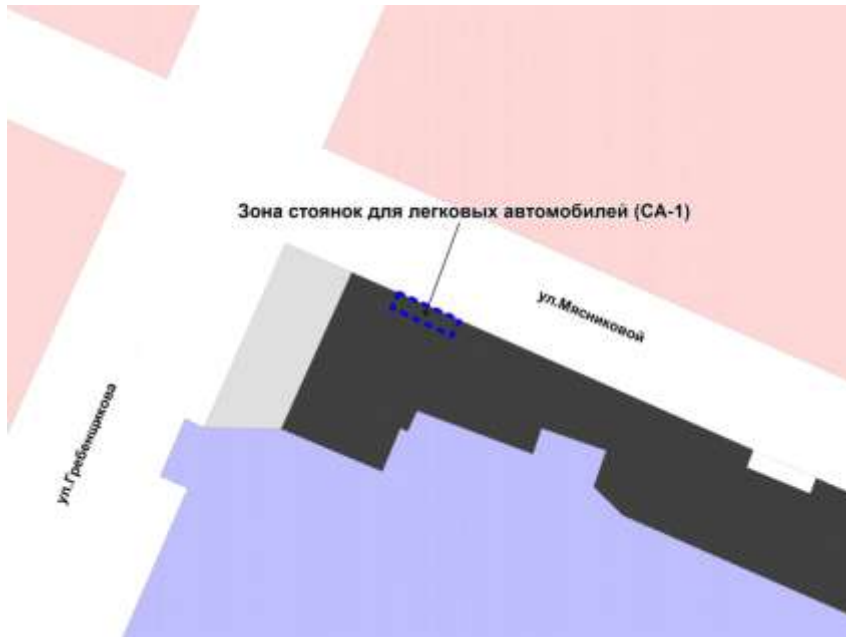 Зона стоянок для легковых автомобилей (СА-1)
ул.Мясниковой
ул.Гребенщикова